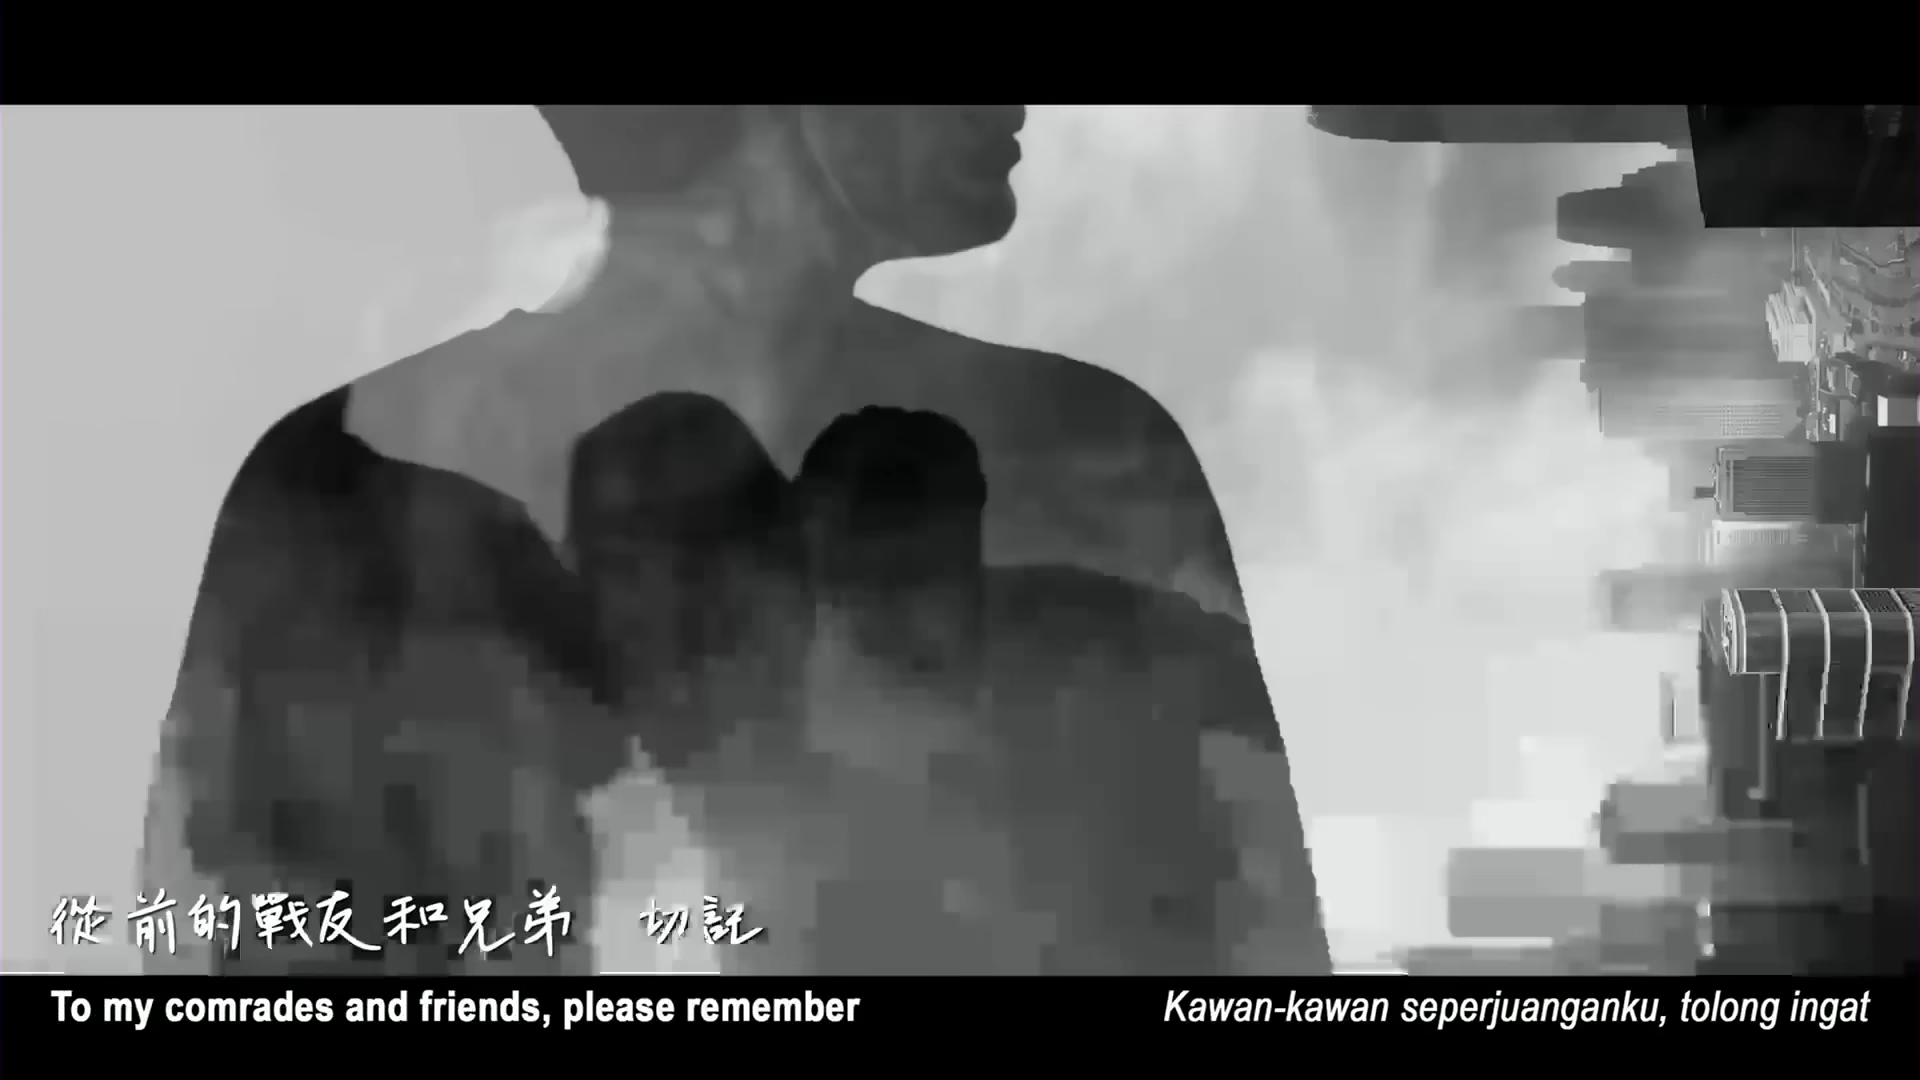 從前的戰友和兄弟 切記
To my comrades and friends, please remember
Kawan-kawan seperjuanganku, tolong ingat